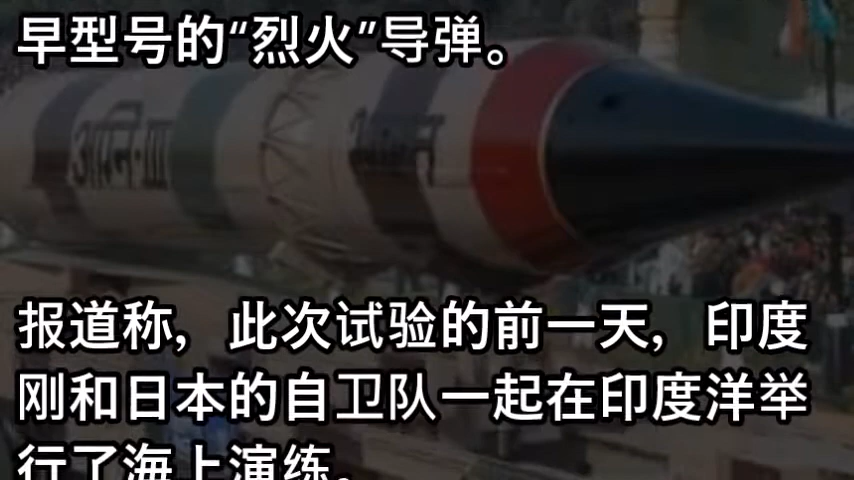 早型号的“烈火”导弹。
अग्नि-III
报道称，此次试验的前一天，印度
刚和日本的自卫队一起在印度洋举
行了海上演练。